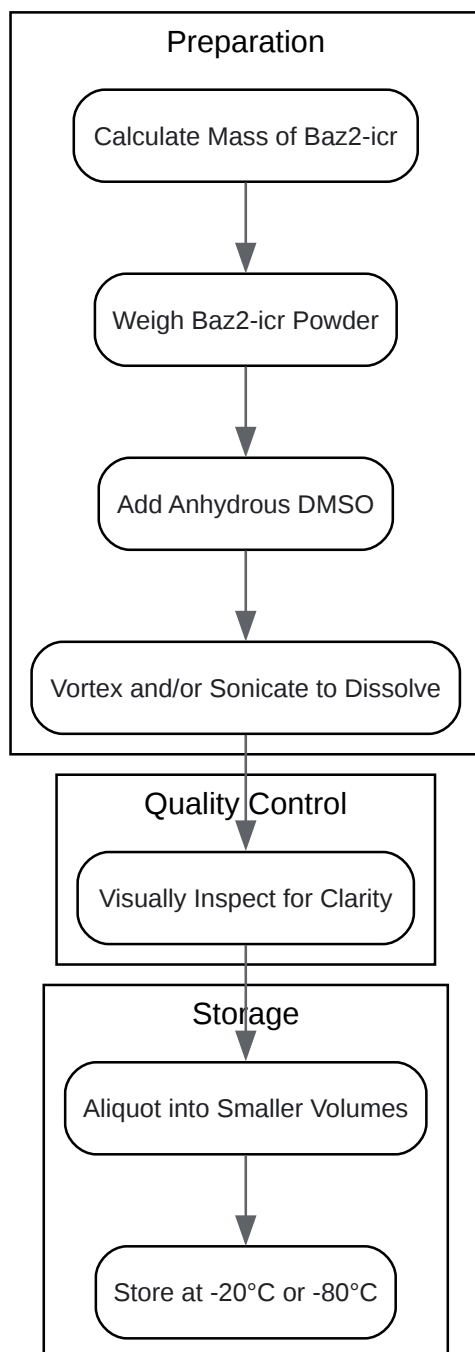 Preparation
Calculate Mass of Baz2-icr
Weigh Baz2-icr Powder
Add Anhydrous DMSO
Vortex and/or Sonicate to Dissolve
Quality Control
Visually Inspect for Clarity
Storage
Aliquot into Smaller Volumes
Store at -20°C or -80°C